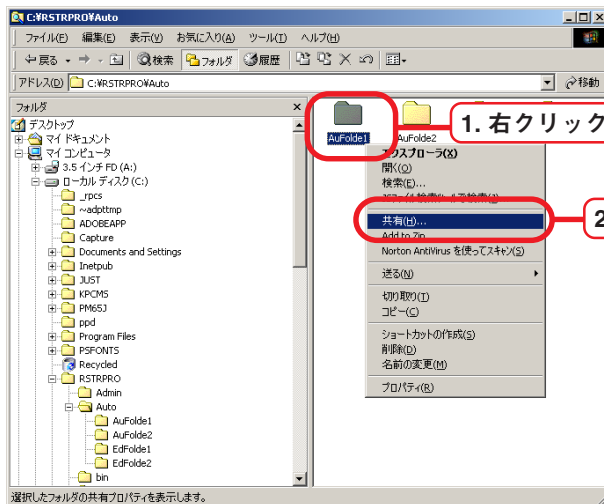 C:¥RSTRPRO¥Auto
ファイル(F) 編集(E) 表示(V) お気に入り(A) ツール(T) ヘルプ(H)
戻る 検索 フォルダ 履歴
アドレス(D) C:¥RSTRPRO¥Auto 移動
フォルダ
デスクトップ
マイ ドキュメント
マイ コンピュータ
3.5 インチ FD (A:)
ローカル ディスク (C:)
_rpcs
~adpttmp
ADOBEAPP
Capture
Documents and Settings
Inetpub
JUST
KPCMS
PM65J
ppd
Program Files
PSFONTS
Recycled
RSTRPRO
Admin
Auto
AuFolde1
AuFolde2
EdFolde1
EdFolde2
bin
AuFolde1
AuFolde2
1. 右クリック
エクスプローラ(X)
開く(O)
検索(E)...
共有(H)...
2
Add to Zip
Norton AntiVirus を使ってスキャン(S)
送る(N)
切り取り(T)
コピー(C)
ショートカットの作成(S)
削除(D)
名前の変更(M)
プロパティ(R)
選択したフォルダの共有プロパティを表示します。